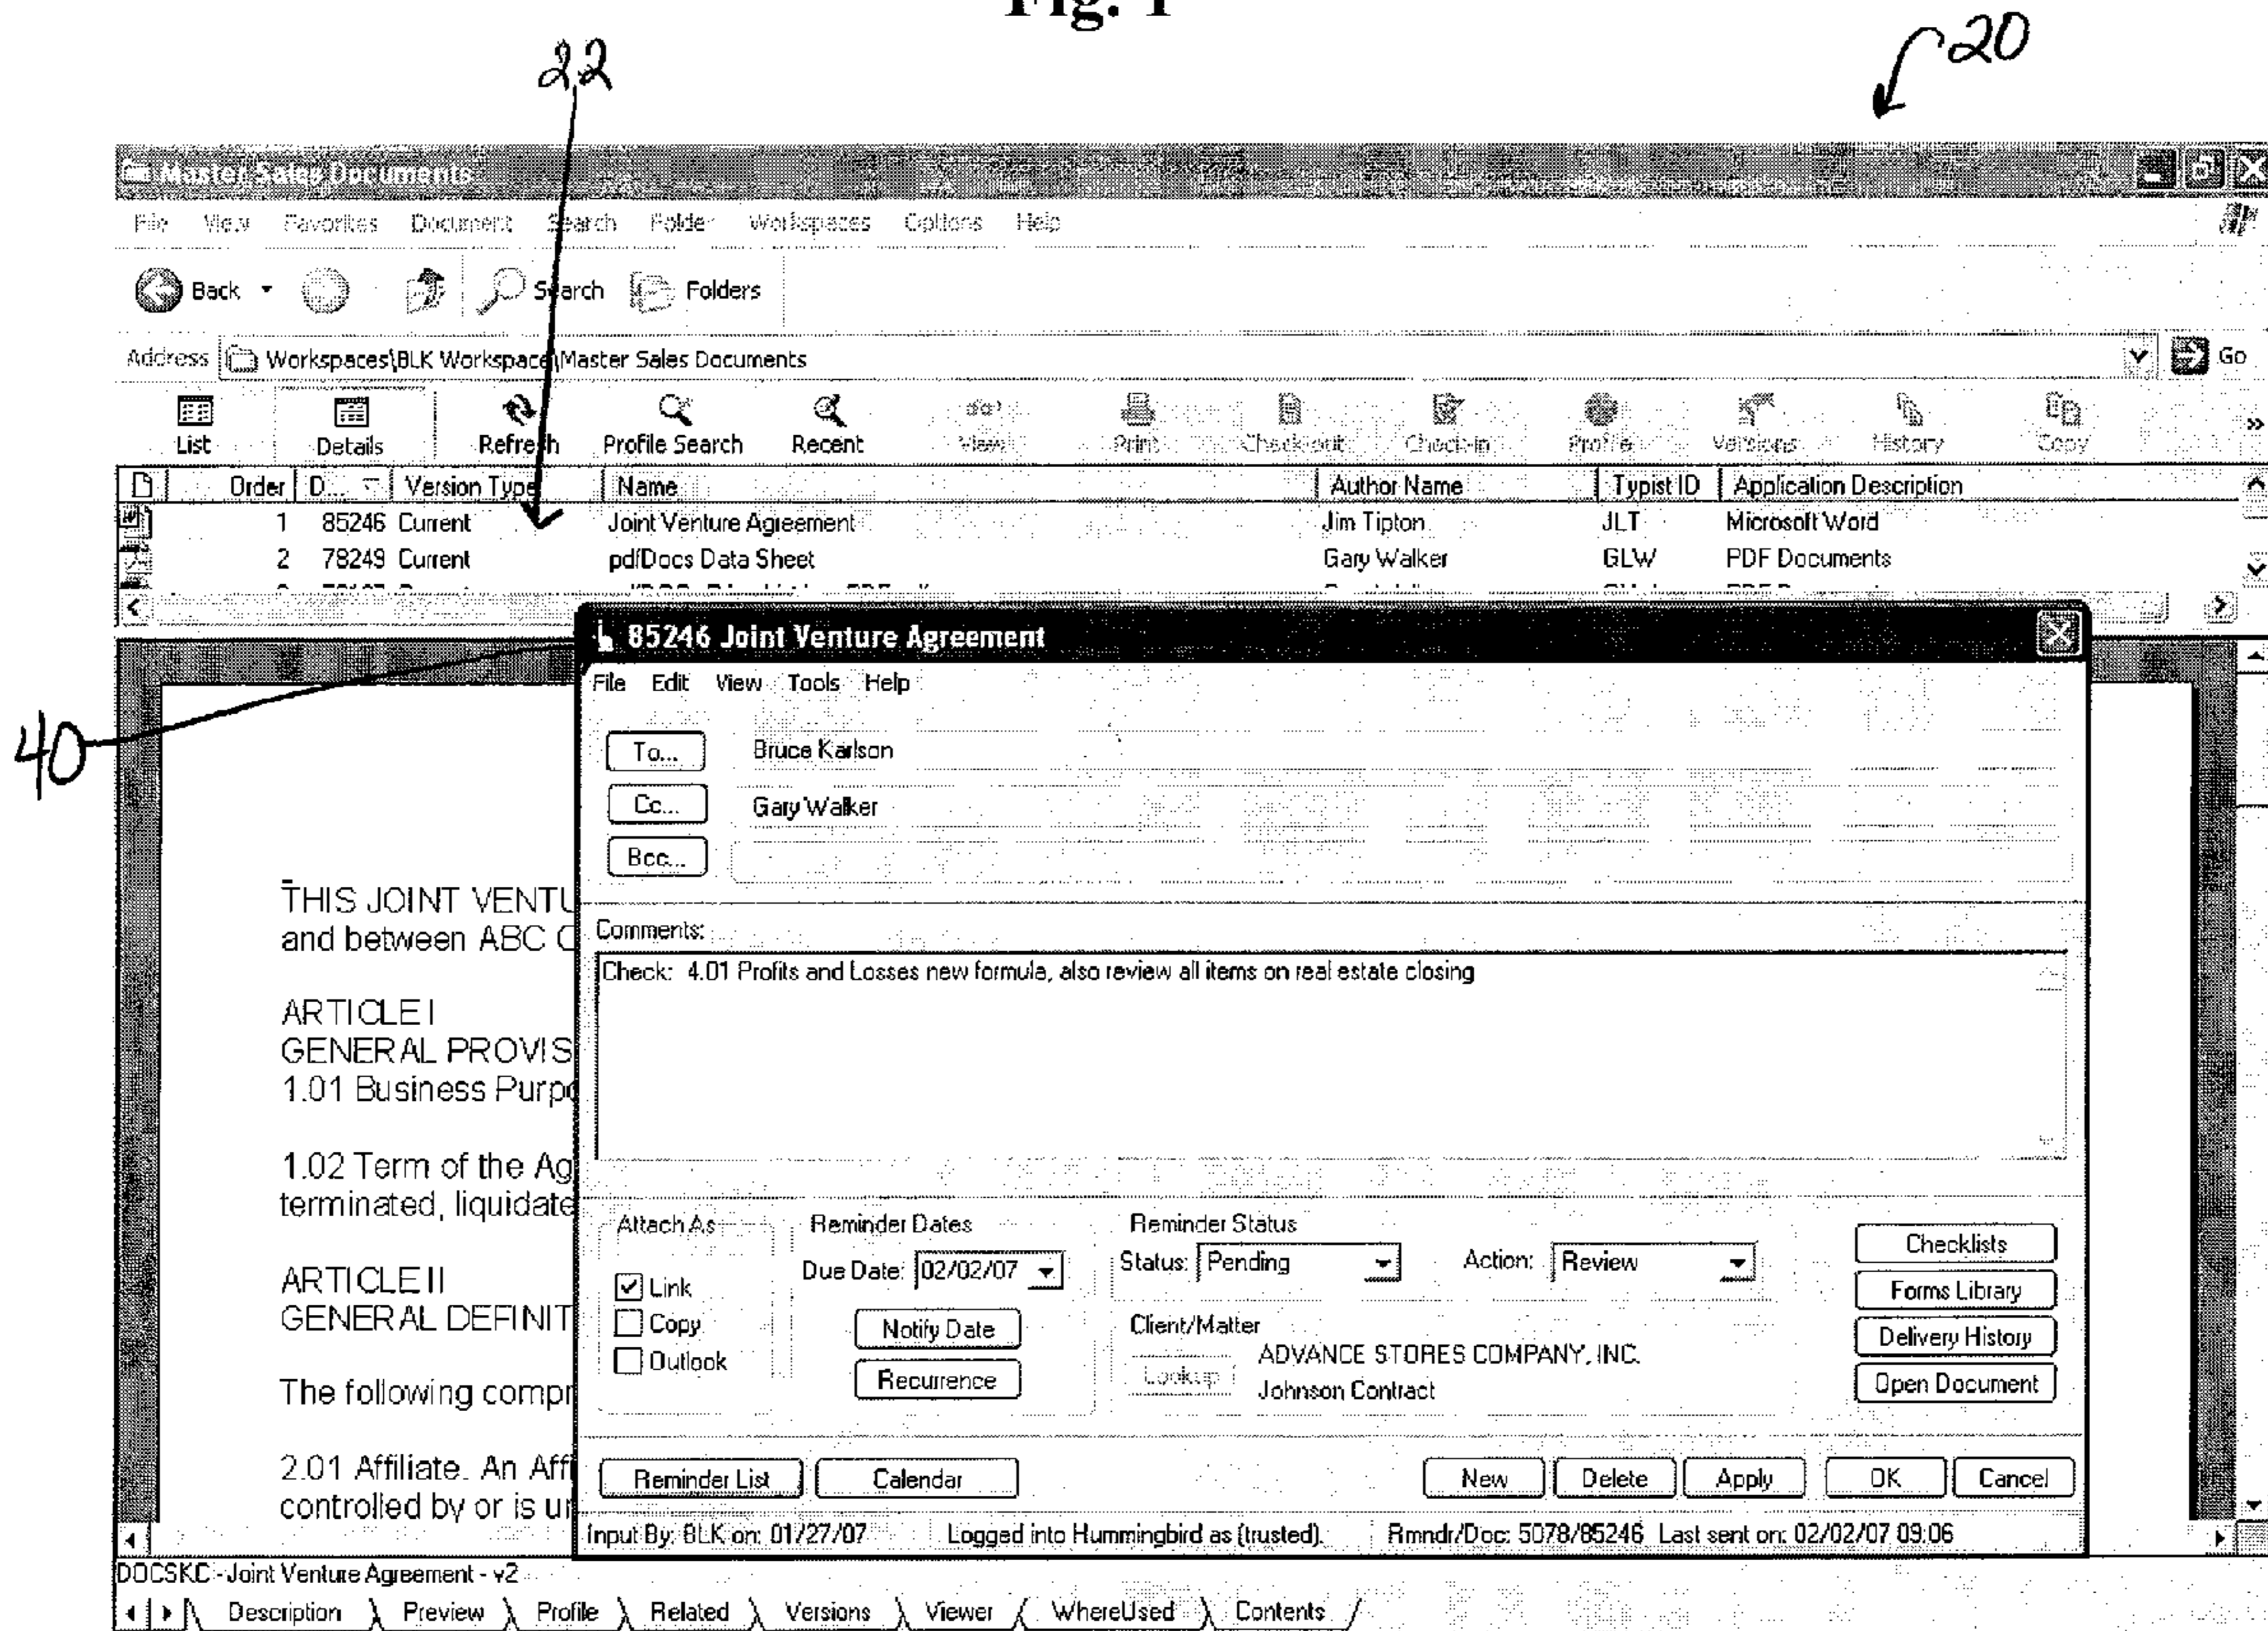 Fig. 1
22
20
Master Sales Documents
File View Favorites Document Search Folder Workspaces Options Help
Back Search Folders
Address Workspaces\BLK Workspace\Master Sales Documents Go
List Details Refresh Profile Search Recent View Print Check-out Check-in Profile Versions History Copy »
Order D... Version Type Name Author Name Typist ID Application Description
1 85246 Current Joint Venture Agreement Jim Tipton JLT Microsoft Word
2 78249 Current pdfDocs Data Sheet Gary Walker GLW PDF Documents
85246 Joint Venture Agreement
File Edit View Tools Help
40
To... Bruce Karlson
Cc... Gary Walker
Bcc...
THIS JOINT VENTU
and between ABC C
Comments:
Check: 4.01 Profits and Losses new formula, also review all items on real estate closing
ARTICLE I
GENERAL PROVIS
1.01 Business Purpo
1.02 Term of the Ag
terminated, liquidate
Attach As Reminder Dates Reminder Status
Due Date: 02/02/07 Status: Pending Action: Review Checklists
ARTICLE II
Link Forms Library
GENERAL DEFINIT
Copy Notify Date Client/Matter Delivery History
Outlook ADVANCE STORES COMPANY, INC.
The following compr
Recurrence Lookup Johnson Contract Open Document
2.01 Affiliate. An Affi
Reminder List Calendar New Delete Apply OK Cancel
controlled by or is un
Input By: BLK on: 01/27/07 Logged into Hummingbird as (trusted). Rmndr/Doc: 5078/85246 Last sent on: 02/02/07 09:06
DOCSKC - Joint Venture Agreement - v2
Description Preview Profile Related Versions Viewer WhereUsed Contents